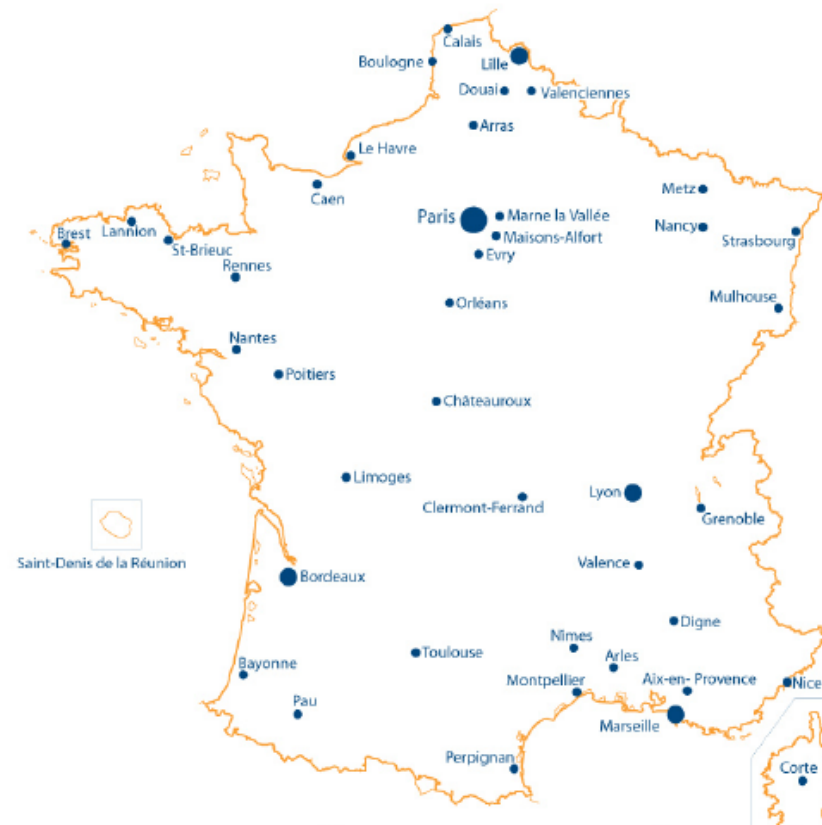 Calais
Boulogne
Lille
Douai
Valenciennes
Arras
Le Havre
Caen
Metz
Paris
Marne la Vallée
Nancy
Maisons-Alfort
Strasbourg
Evry
Brest
Lannion
St-Brieuc
Rennes
Mulhouse
Orléans
Nantes
Poitiers
Châteauroux
Limoges
Lyon
Clermont-Ferrand
Grenoble
Saint-Denis de la Réunion
Valence
Bordeaux
Digne
Nîmes
Toulouse
Arles
Bayonne
Montpellier
Aix-en- Provence
Nice
Pau
Marseille
Perpignan
Corte